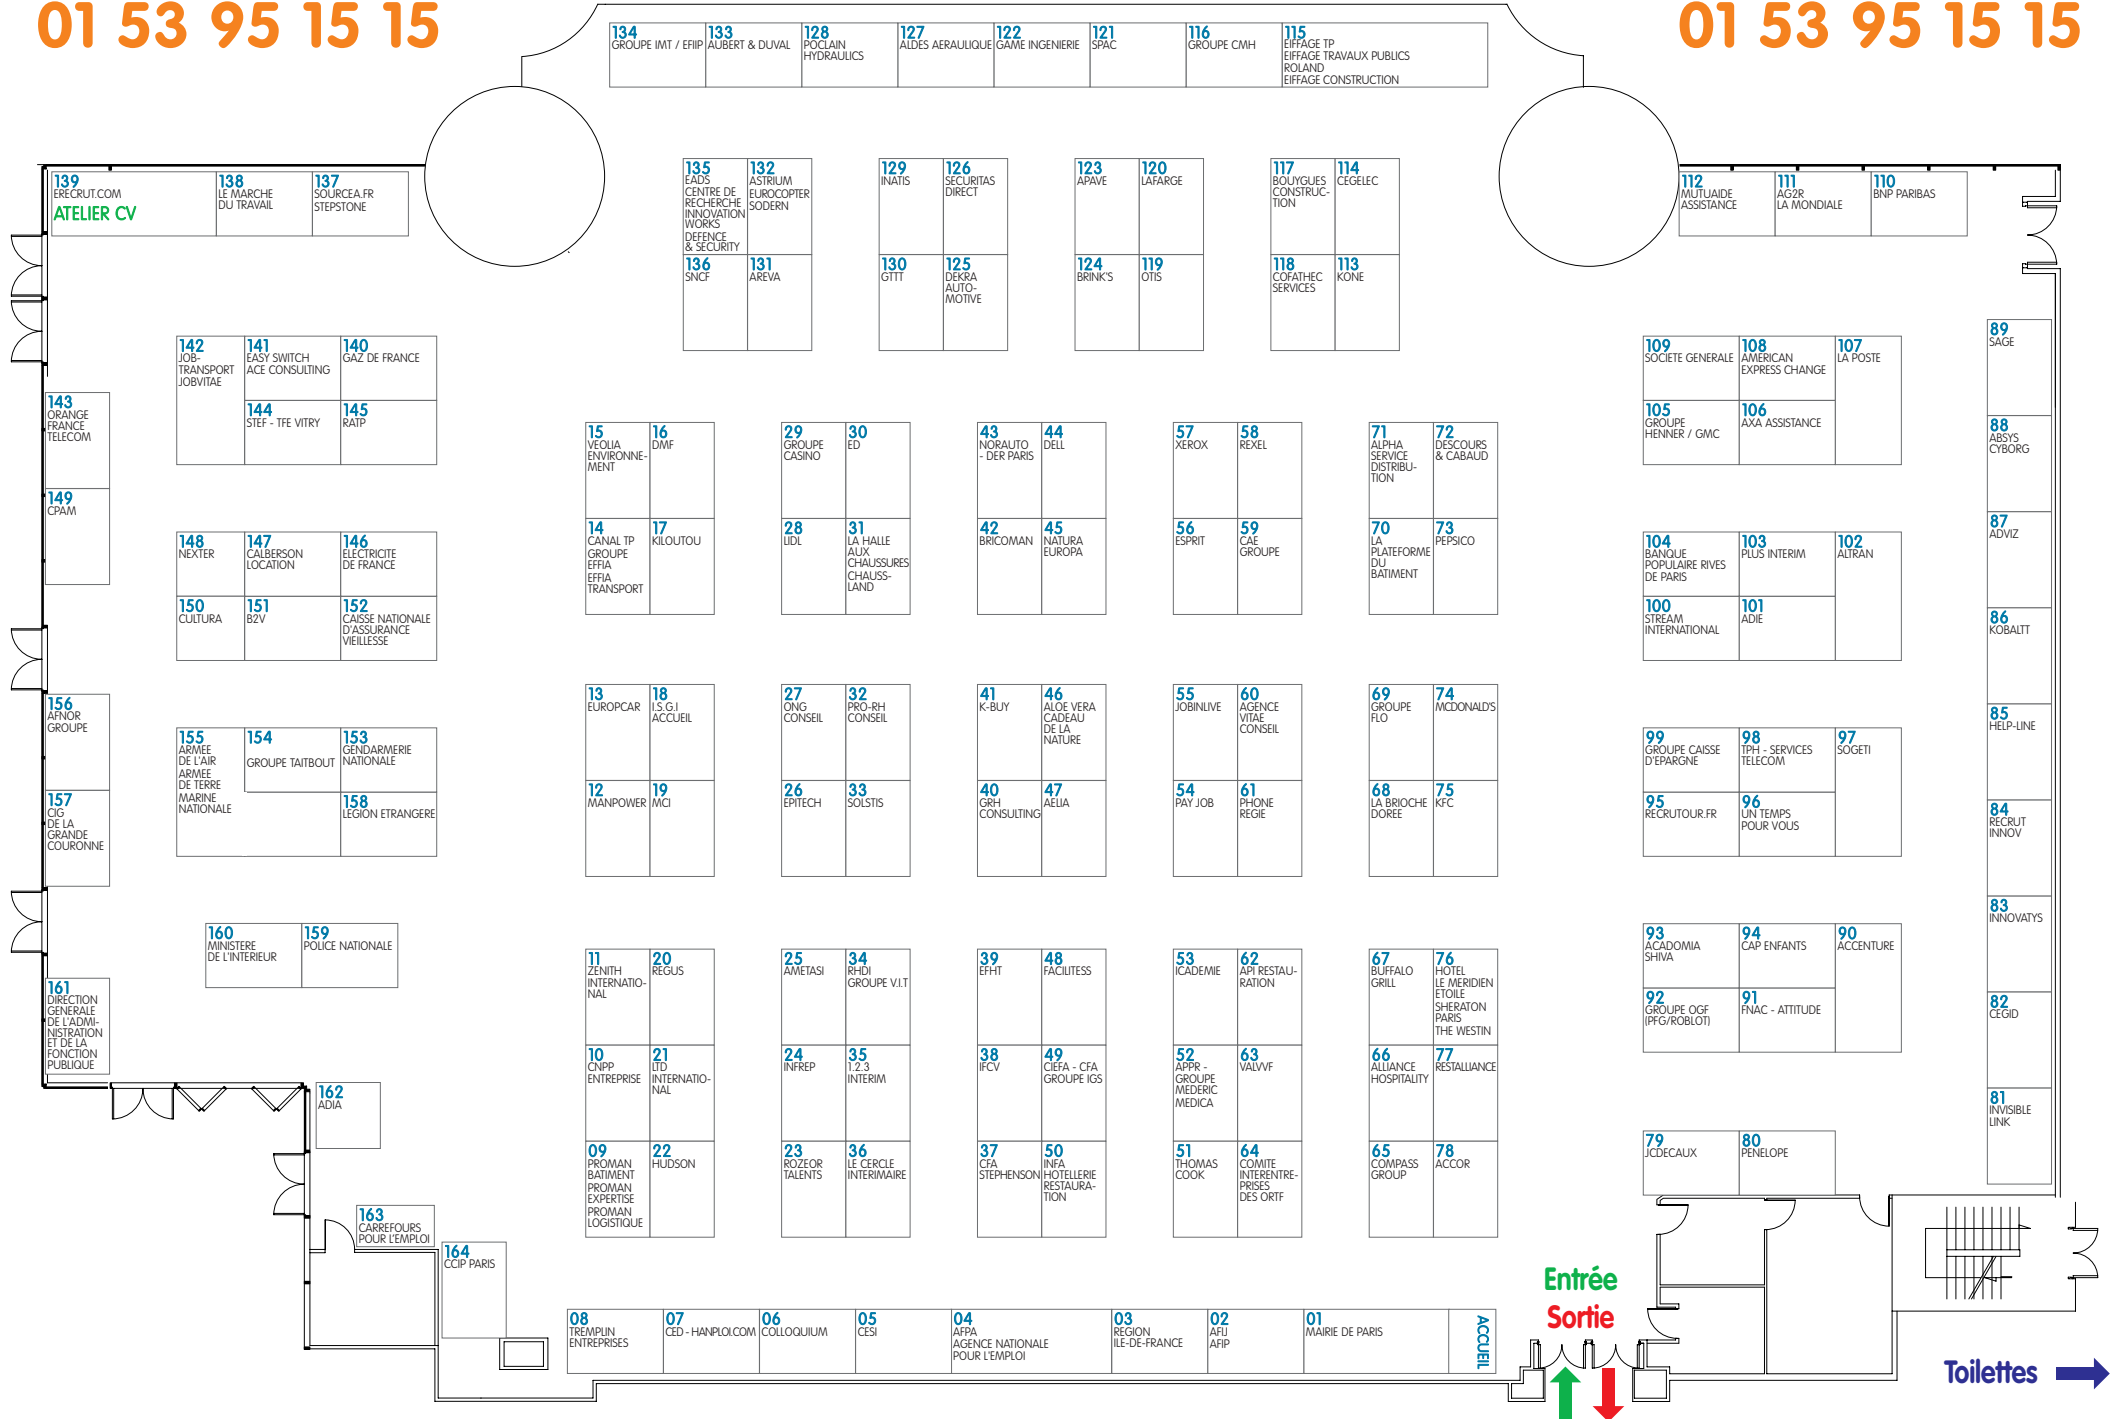 01 53 95 15 15
01 53 95 15 15
134
GROUPE IMT / EFIIP
133
AUBERT & DUVAL
128
POCLAIN
HYDRAULICS
127
ALDES AERAULIQUE
122
GAME INGENIERIE
121
SPAC
116
GROUPE CMH
115
EIFFAGE TP
EIFFAGE TRAVAUX PUBLICS
ROLAND
EIFFAGE CONSTRUCTION
139
ERECRUT.COM
ATELIER CV
138
LE MARCHE
DU TRAVAIL
137
SOURCEA.FR
STEPSTONE
135
EADS
CENTRE DE
RECHERCHE
INNOVATION
WORKS
DEFENCE
& SECURITY
132
ASTRIUM
EUROCOPTER
SODERN
129
INATIS
126
SECURITAS
DIRECT
123
APAVE
120
LAFARGE
117
BOUYGUES
CONSTRUC-
TION
114
CEGELEC
112
MUTUAIDE
ASSISTANCE
111
AG2R
LA MONDIALE
110
BNP PARIBAS
136
SNCF
131
AREVA
130
GTTT
125
DEKRA
AUTO-
MOTIVE
124
BRINK'S
119
OTIS
118
COFATHEC
SERVICES
113
KONE
142
JOB-
TRANSPORT
JOBVITAE
141
EASY SWITCH
ACE CONSULTING
140
GAZ DE FRANCE
144
STEF - TFE VITRY
145
RATP
143
ORANGE
FRANCE
TELECOM
149
CPAM
109
SOCIETE GENERALE
108
AMERICAN
EXPRESS CHANGE
107
LA POSTE
105
GROUPE
HENNER / GMC
106
AXA ASSISTANCE
89
SAGE
88
ABSYS
CYBORG
87
ADVIZ
86
KOBALTT
85
HELP-LINE
84
RECRUT
INNOV
83
INNOVATYS
82
CEGID
81
INVISIBLE
LINK
15
VEOLIA
ENVIRONNE-
MENT
16
DMF
29
GROUPE
CASINO
30
ED
43
NORAUTO
- DER PARIS
44
DELL
57
XEROX
58
REXEL
71
ALPHA
SERVICE
DISTRIBU-
TION
72
DESCOURS
& CABAUD
14
CANAL TP
GROUPE
EFFIA
EFFIA
TRANSPORT
17
KILOUTOU
28
LIDL
31
LA HALLE
AUX
CHAUSSURES
CHAUSS-
LAND
42
BRICOMAN
45
NATURA
EUROPA
56
ESPRIT
59
CAE
GROUPE
70
LA
PLATEFORME
DU
BATIMENT
73
PEPSICO
148
NEXTER
147
CALBERSON
LOCATION
146
ELECTRICITE
DE FRANCE
150
CULTURA
151
B2V
152
CAISSE NATIONALE
D'ASSURANCE
VIEILLESSE
104
BANQUE
POPULAIRE RIVES
DE PARIS
103
PLUS INTERIM
102
ALTRAN
100
STREAM
INTERNATIONAL
101
ADIE
156
AFNOR
GROUPE
157
CIG
DE LA
GRANDE
COURONNE
155
ARMEE
DE L'AIR
ARMEE
DE TERRE
MARINE
NATIONALE
154
GROUPE TAITBOUT
153
GENDARMERIE
NATIONALE
158
LEGION ETRANGERE
13
EUROPCAR
18
I.S.G.I
ACCUEIL
27
ONG
CONSEIL
32
PRO-RH
CONSEIL
41
K-BUY
46
ALOE VERA
CADEAU
DE LA
NATURE
55
JOBINLIVE
60
AGENCE
VITAE
CONSEIL
69
GROUPE
FLO
74
MCDONALD'S
12
MANPOWER
19
MCI
26
EPITECH
33
SOLSTIS
40
GRH
CONSULTING
47
AELIA
54
PAY JOB
61
PHONE
REGIE
68
LA BRIOCHE
DOREE
75
KFC
99
GROUPE CAISSE
D'EPARGNE
98
TPH - SERVICES
TELECOM
97
SOGETI
95
RECRUTOUR.FR
96
UN TEMPS
POUR VOUS
160
MINISTERE
DE L'INTERIEUR
159
POLICE NATIONALE
161
DIRECTION
GENERALE
DE L'ADMI-
NISTRATION
ET DE LA
FONCTION
PUBLIQUE
11
ZENITH
INTERNATIO-
NAL
20
REGUS
25
AMETASI
34
RHDI
GROUPE V.I.T
39
EFHT
48
FACILITESS
53
ICADEMIE
62
API RESTAU-
RATION
67
BUFFALO
GRILL
76
HOTEL
LE MERIDIEN
ETOILE
SHERATON
PARIS
THE WESTIN
93
ACADOMIA
SHIVA
94
CAP ENFANTS
90
ACCENTURE
92
GROUPE OGF
(PFG/ROBLOT)
91
FNAC - ATTITUDE
10
CNPP
ENTREPRISE
21
LTD
INTERNATIO-
NAL
24
INFREP
35
1.2.3
INTERIM
38
IFCV
49
CIEFA - CFA
GROUPE IGS
52
APPR -
GROUPE
MEDERIC
MEDICA
63
VALVVF
66
ALLIANCE
HOSPITALITY
77
RESTALLIANCE
162
ADIA
09
PROMAN
BATIMENT
PROMAN
EXPERTISE
PROMAN
LOGISTIQUE
22
HUDSON
23
ROZEOR
TALENTS
36
LE CERCLE
INTERIMAIRE
37
CFA
STEPHENSON
50
INFA
HOTELLERIE
RESTAURA-
TION
51
THOMAS
COOK
64
COMITE
INTERENTRE-
PRISES
DES ORTF
65
COMPASS
GROUP
78
ACCOR
79
JCDECAUX
80
PENELOPE
163
CARREFOURS
POUR L'EMPLOI
164
CCIP PARIS
08
TREMPLIN
ENTREPRISES
07
CED - HANPLOI.COM
06
COLLOQUIUM
05
CESI
04
AFPA
AGENCE NATIONALE
POUR L'EMPLOI
03
REGION
ILE-DE-FRANCE
02
AFIJ
AFIP
01
MAIRIE DE PARIS
ACCUEIL
Entrée
Sortie
Toilettes